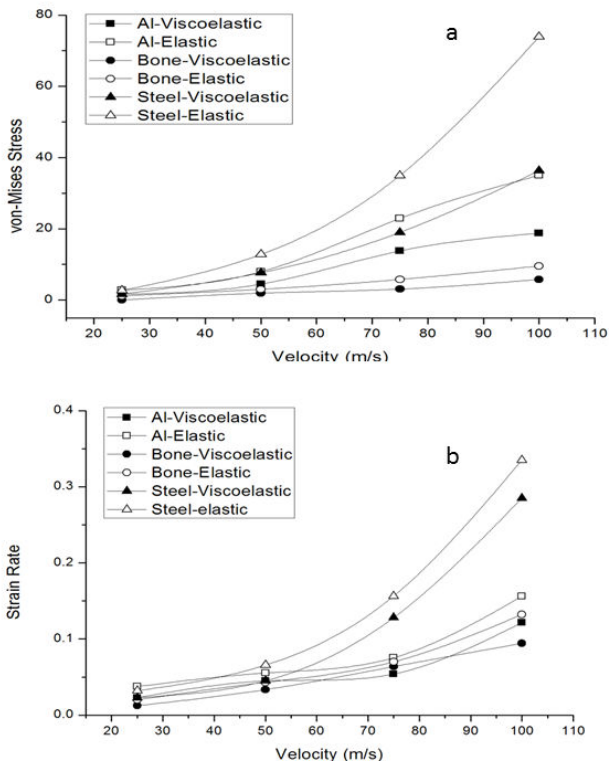 a
Al-Viscoelastic
Al-Elastic
Bone-Viscoelastic
Bone-Elastic
Steel-Viscoelastic
Steel-Elastic
von-Mises Stress
80
60
40
20
0
20 30 40 50 60 70 80 90 100 110
Velocity (m/s)
b
Al-Viscoelastic
Al-Elastic
Bone-Viscoelastic
Bone-Elastic
Steel-Viscoelastic
Steel-elastic
Strain Rate
0.4
0.3
0.2
0.1
0.0
20 30 40 50 60 70 80 90 100 110
Velocity (m/s)